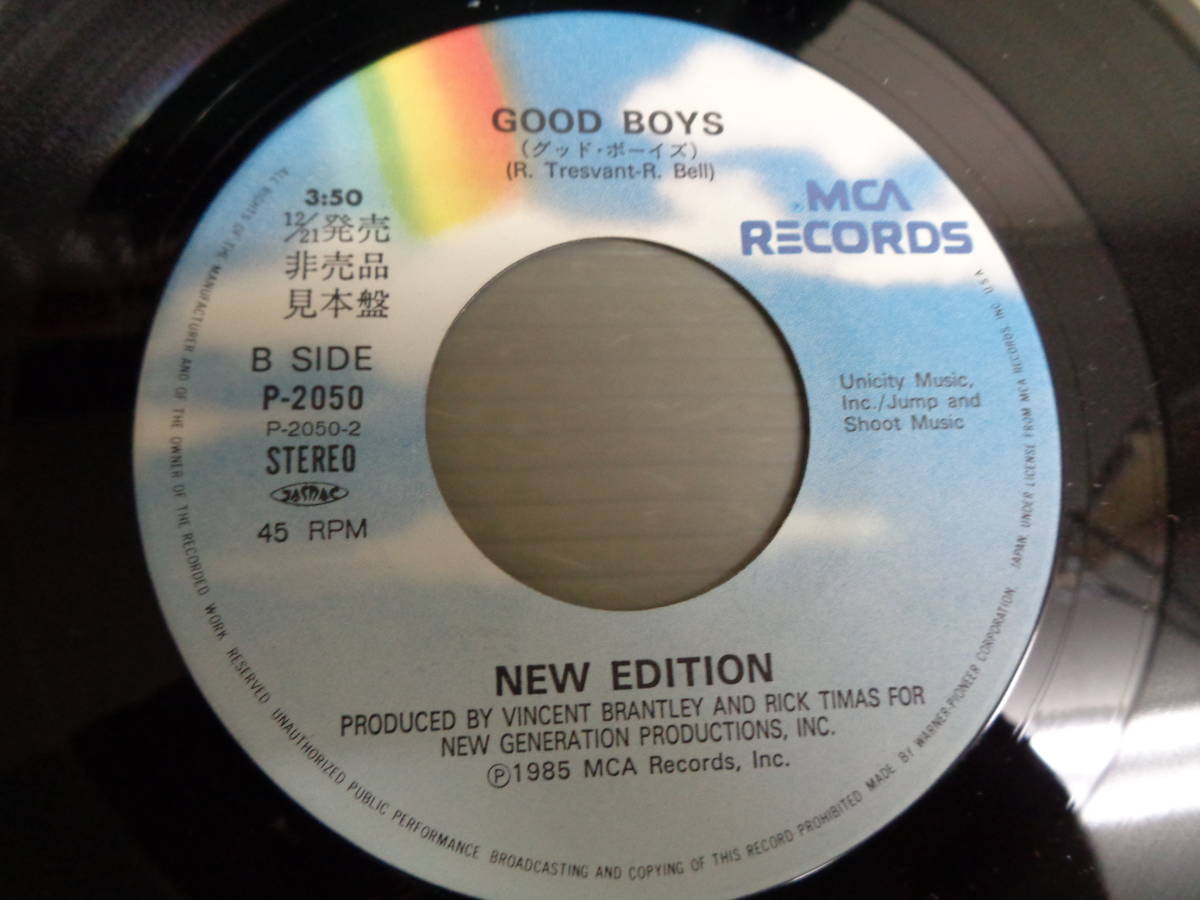 GOOD BOYS
(グッド・ボーイズ)
(R. Tresvant-R. Bell)
MCA
RECORDS
3:50
12/21発売
非売品
見本盤
B SIDE
P-2050
P-2050-2
STEREO
JASRAC
45 RPM
Unicity Music,
Inc./Jump and
Shoot Music
NEW EDITION
PRODUCED BY VINCENT BRANTLEY AND RICK TIMAS FOR
NEW GENERATION PRODUCTIONS, INC.
Ⓟ1985 MCA Records, Inc.
ALL RIGHTS OF THE MANUFACTURER AND OF THE OWNER OF THE RECORDED WORK RESERVED UNAUTHORIZED PUBLIC PERFORMANCE BROADCASTING AND COPYING OF THIS RECORD PROHIBITED MADE BY WARNER-PIONEER CORPORATION, JAPAN, UNDER LICENSE FROM MCA RECORDS, INC. USA